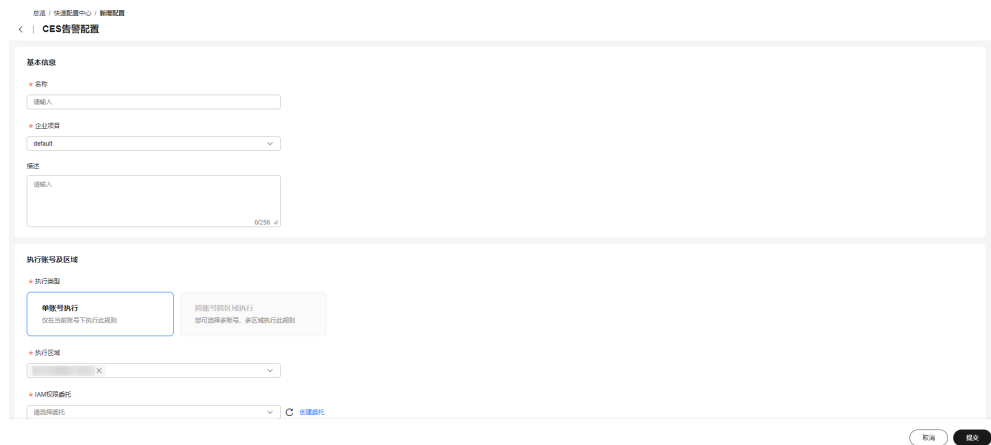 总览 / 快速配置中心 / 新增配置
CES告警配置
基本信息
* 名称
请输入
* 企业项目
default
描述
请输入
0/256
执行账号及区域
* 执行类型
单账号执行
仅在当前账号下执行此规则
跨账号跨区域执行
您可选择多账号、多区域执行此规则
* 执行区域
* IAM权限委托
请选择委托
创建委托
取消
提交